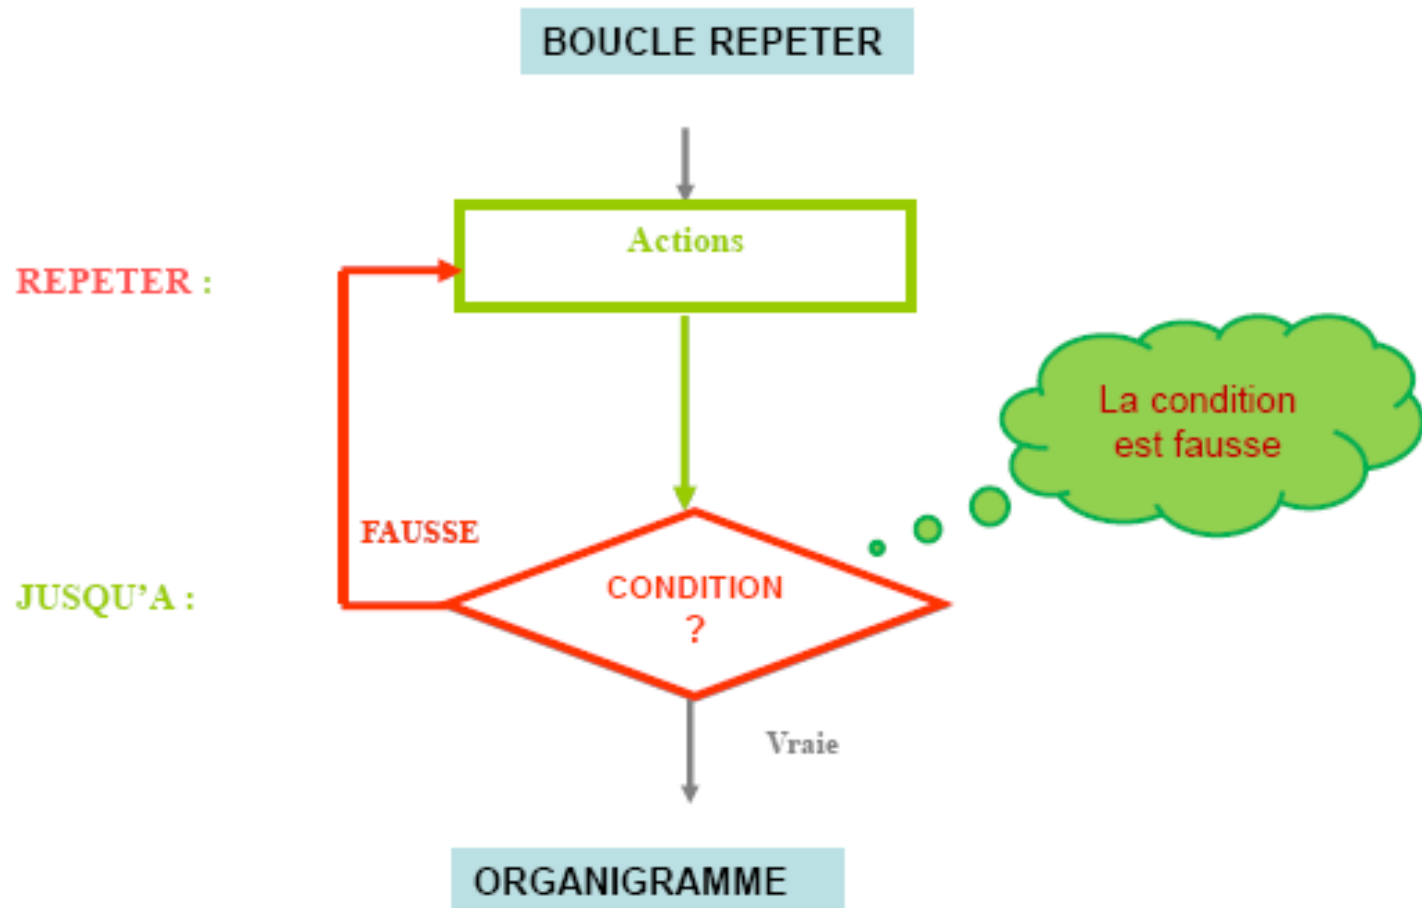 BOUCLE REPETER
Actions
REPETER :
La condition
est fausse
FAUSSE
CONDITION
?
JUSQU’A :
Vraie
ORGANIGRAMME